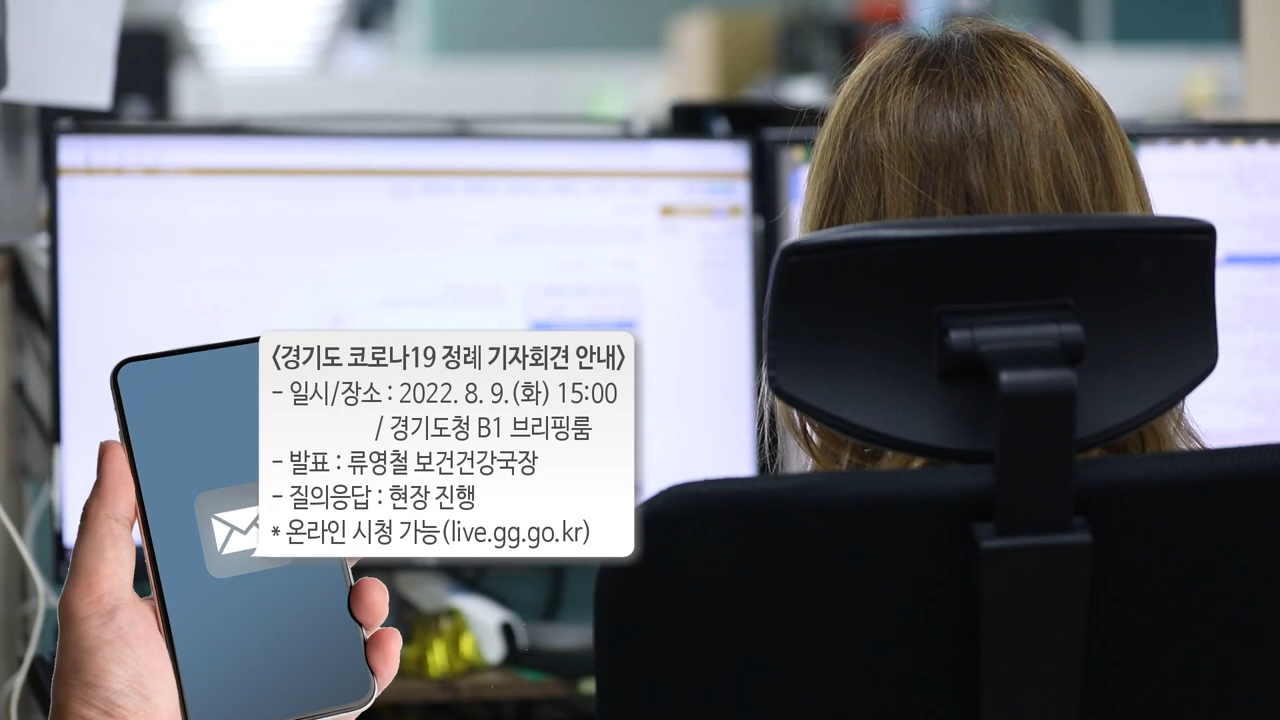 <경기도 코로나19 정례 기자회견 안내>
- 일시/장소 : 2022. 8. 9.(화) 15:00
/ 경기도청 B1 브리핑룸
- 발표 : 류영철 보건건강국장
- 질의응답 : 현장 진행
* 온라인 시청 가능(live.gg.go.kr)